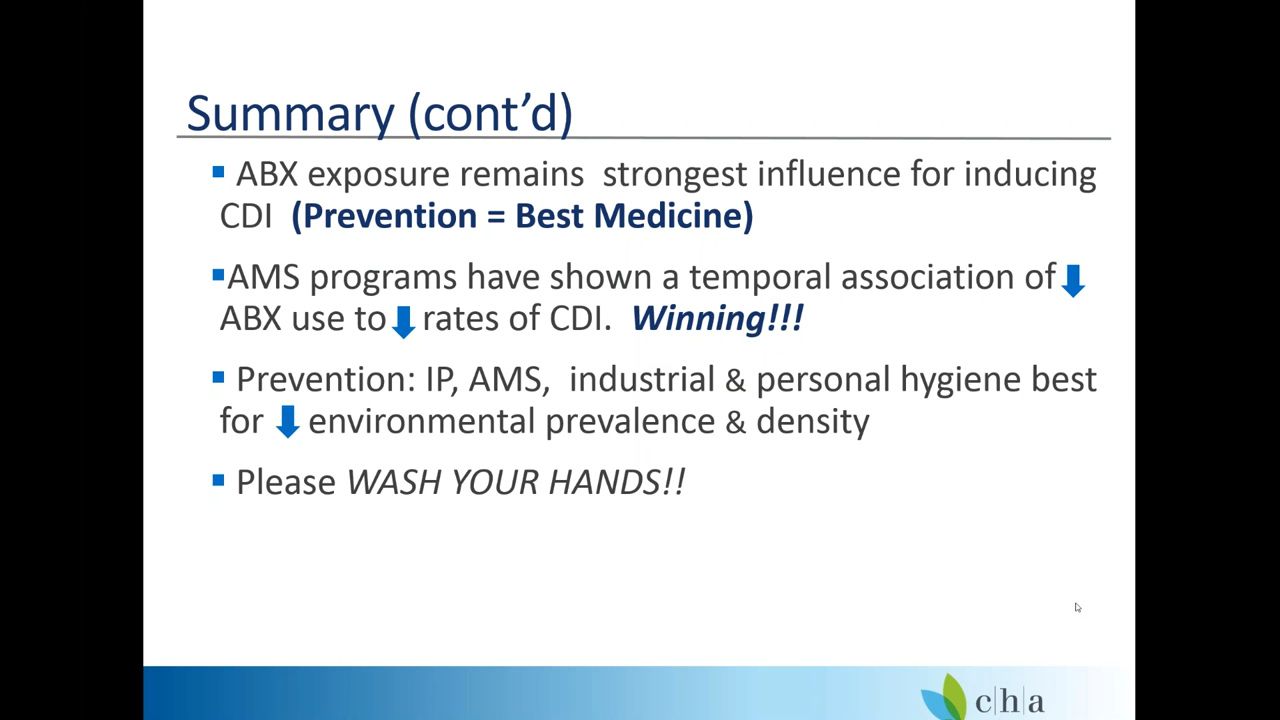 Summary (cont’d)
▪ ABX exposure remains strongest influence for inducing
CDI (Prevention = Best Medicine)
▪AMS programs have shown a temporal association of ⬇
ABX use to ⬇ rates of CDI. Winning!!!
▪ Prevention: IP, AMS, industrial & personal hygiene best
for ⬇ environmental prevalence & density
▪ Please WASH YOUR HANDS!!
c|h|a